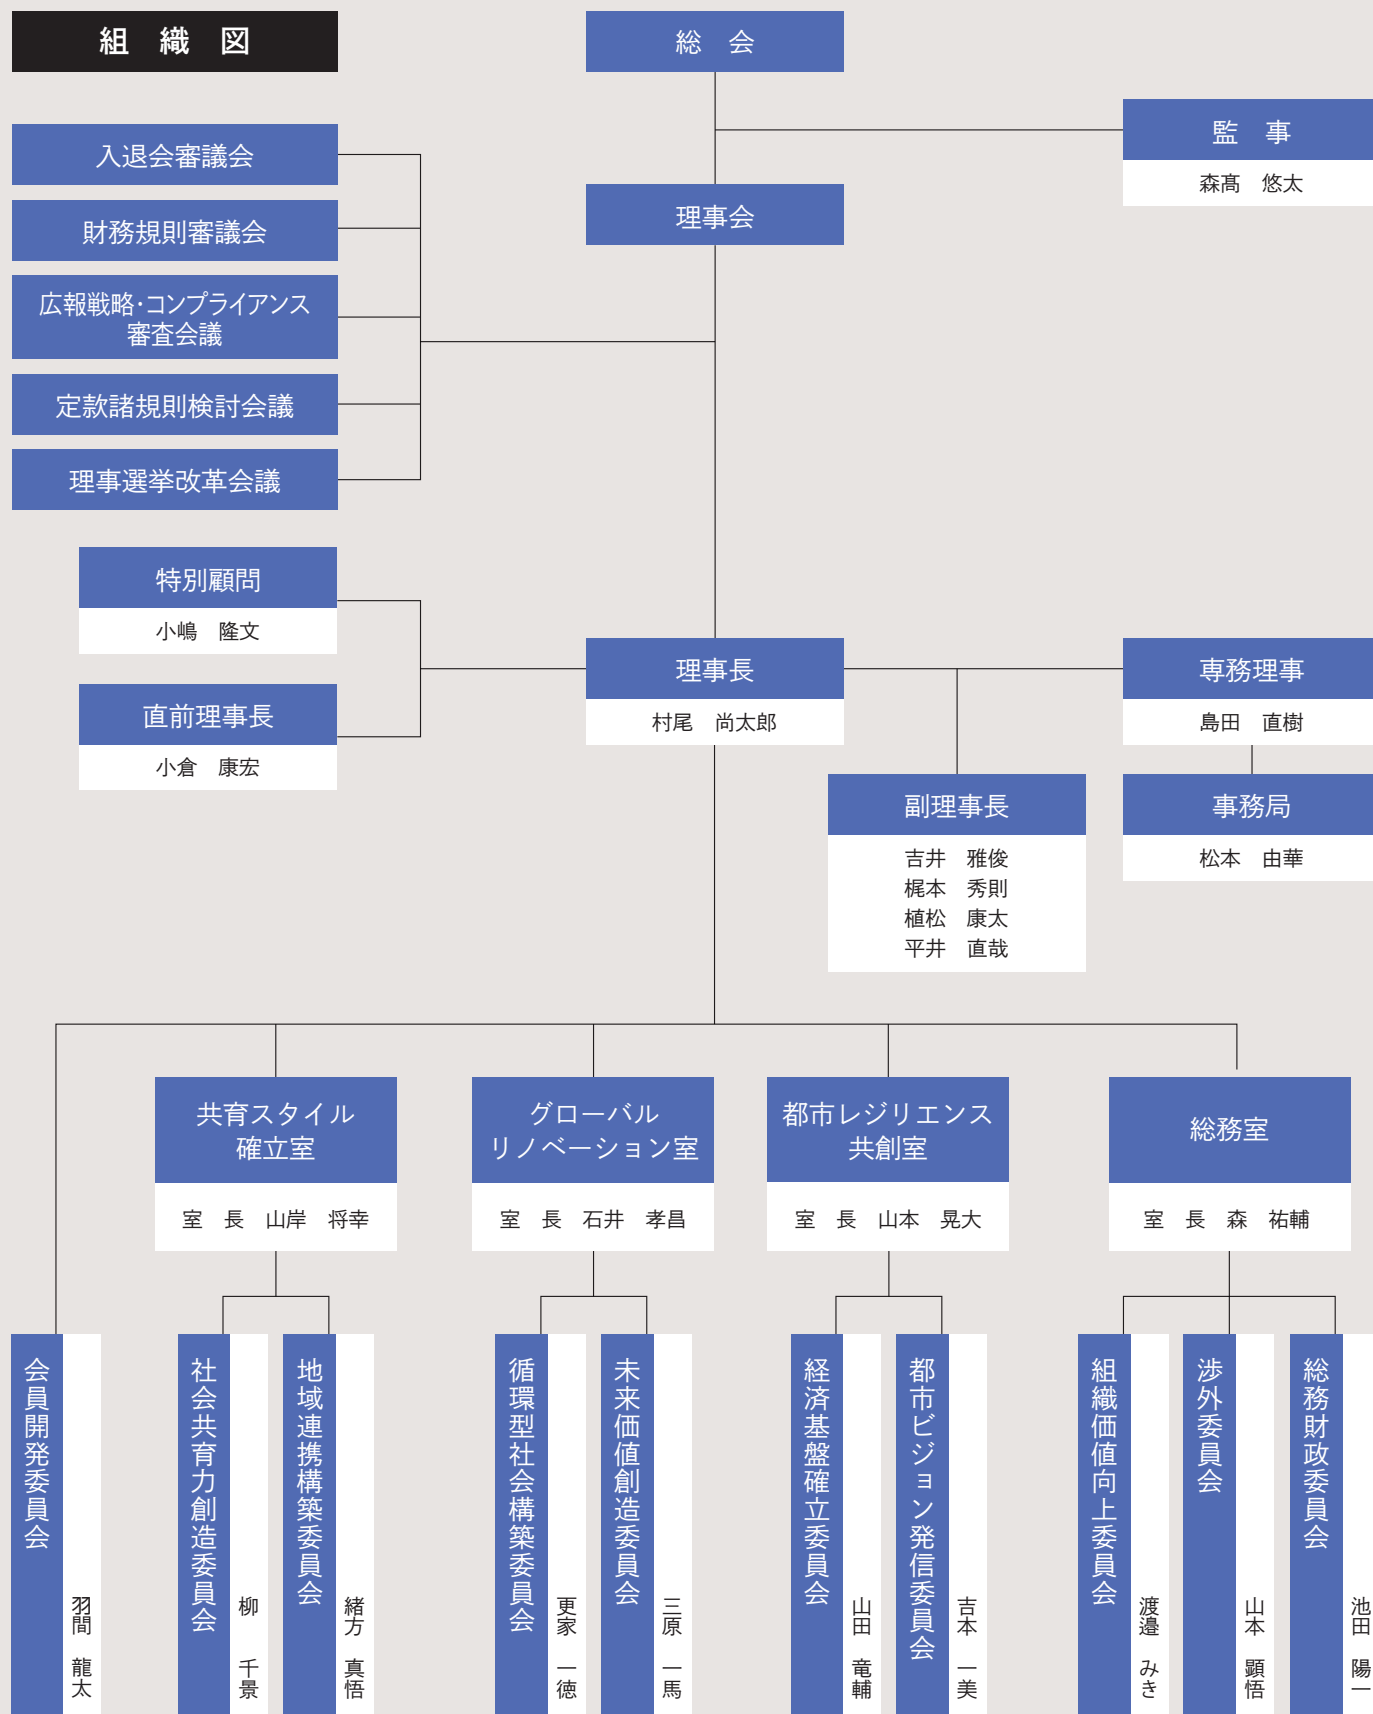 組　織　図
総　会
監　事
森髙　悠太
入退会審議会
財務規則審議会
広報戦略・コンプライアンス
審査会議
定款諸規則検討会議
理事選挙改革会議
理事会
特別顧問
小嶋　隆文
直前理事長
小倉　康宏
理事長
村尾　尚太郎
専務理事
島田　直樹
副理事長
吉井　雅俊
梶本　秀則
植松　康太
平井　直哉
事務局
松本　由華
共育スタイル
確立室
室　長　山岸　将幸
グローバル
リノベーション室
室　長　石井　孝昌
都市レジリエンス
共創室
室　長　山本　晃大
総務室
室　長　森　祐輔
会員開発委員会
羽間　龍太
社会共育力創造委員会
柳　千景
地域連携構築委員会
緒方　真悟
循環型社会構築委員会
更家　一徳
未来価値創造委員会
三原　一馬
経済基盤確立委員会
山田　竜輔
都市ビジョン発信委員会
吉本　一美
組織価値向上委員会
渡邉　みき
渉外委員会
山本　顕悟
総務財政委員会
池田　陽一